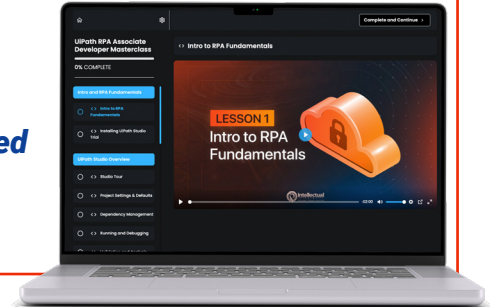 ed
Complete and Continue >
UiPath RPA Associate
Developer Masterclass
0% COMPLETE
Intro and RPA Fundamentals
<> Intro to RPA
Fundamentals
<> Installing UiPath Studio
Trial
UiPath Studio Overview
<> Studio Tour
<> Project Settings & Defaults
<> Dependency Management
<> Running and Debugging
<> Intro to RPA Fundamentals
LESSON 1
Intro to RPA
Fundamentals
Intellectual